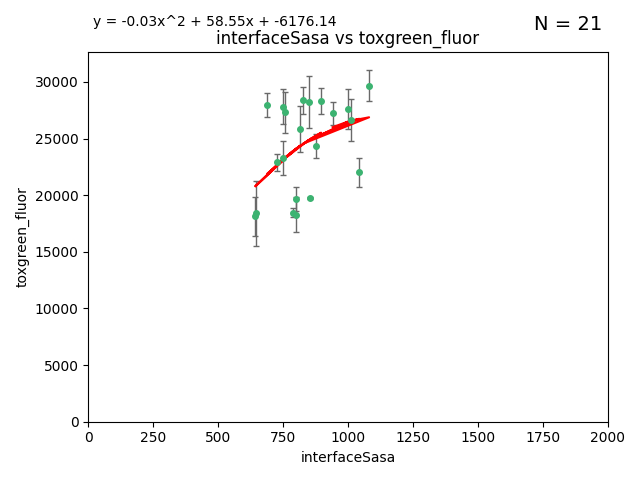 y = -0.03x^2 + 58.55x + -6176.14
N = 21
interfaceSasa vs toxgreen_fluor
30000
25000
20000
15000
10000
5000
0
toxgreen_fluor
0 250 500 750 1000 1250 1500 1750 2000
interfaceSasa